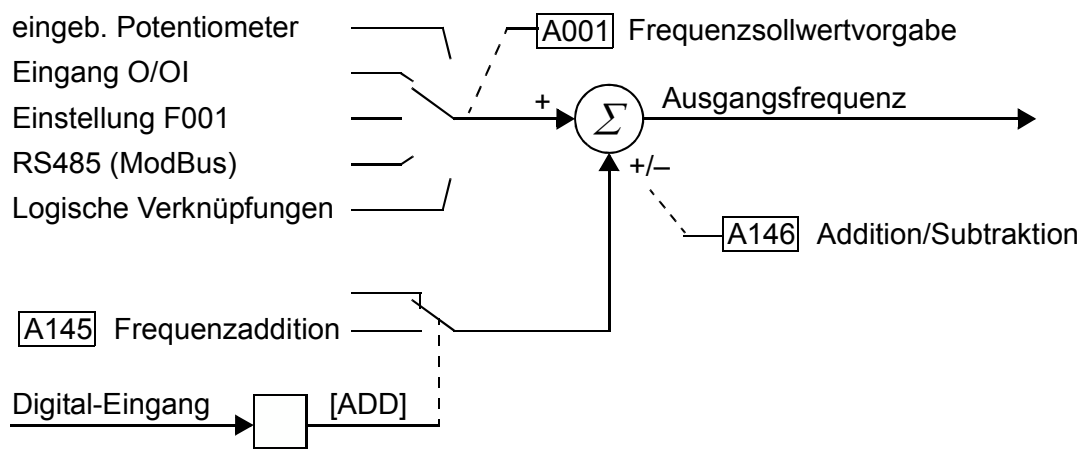 eingeb. Potentiometer
A001 Frequenzsollwertvorgabe
Eingang O/OI
Einstellung F001
+
Σ
Ausgangsfrequenz
RS485 (ModBus)
+/–
Logische Verknüpfungen
A146 Addition/Subtraktion
A145 Frequenzaddition
Digital-Eingang [ADD]